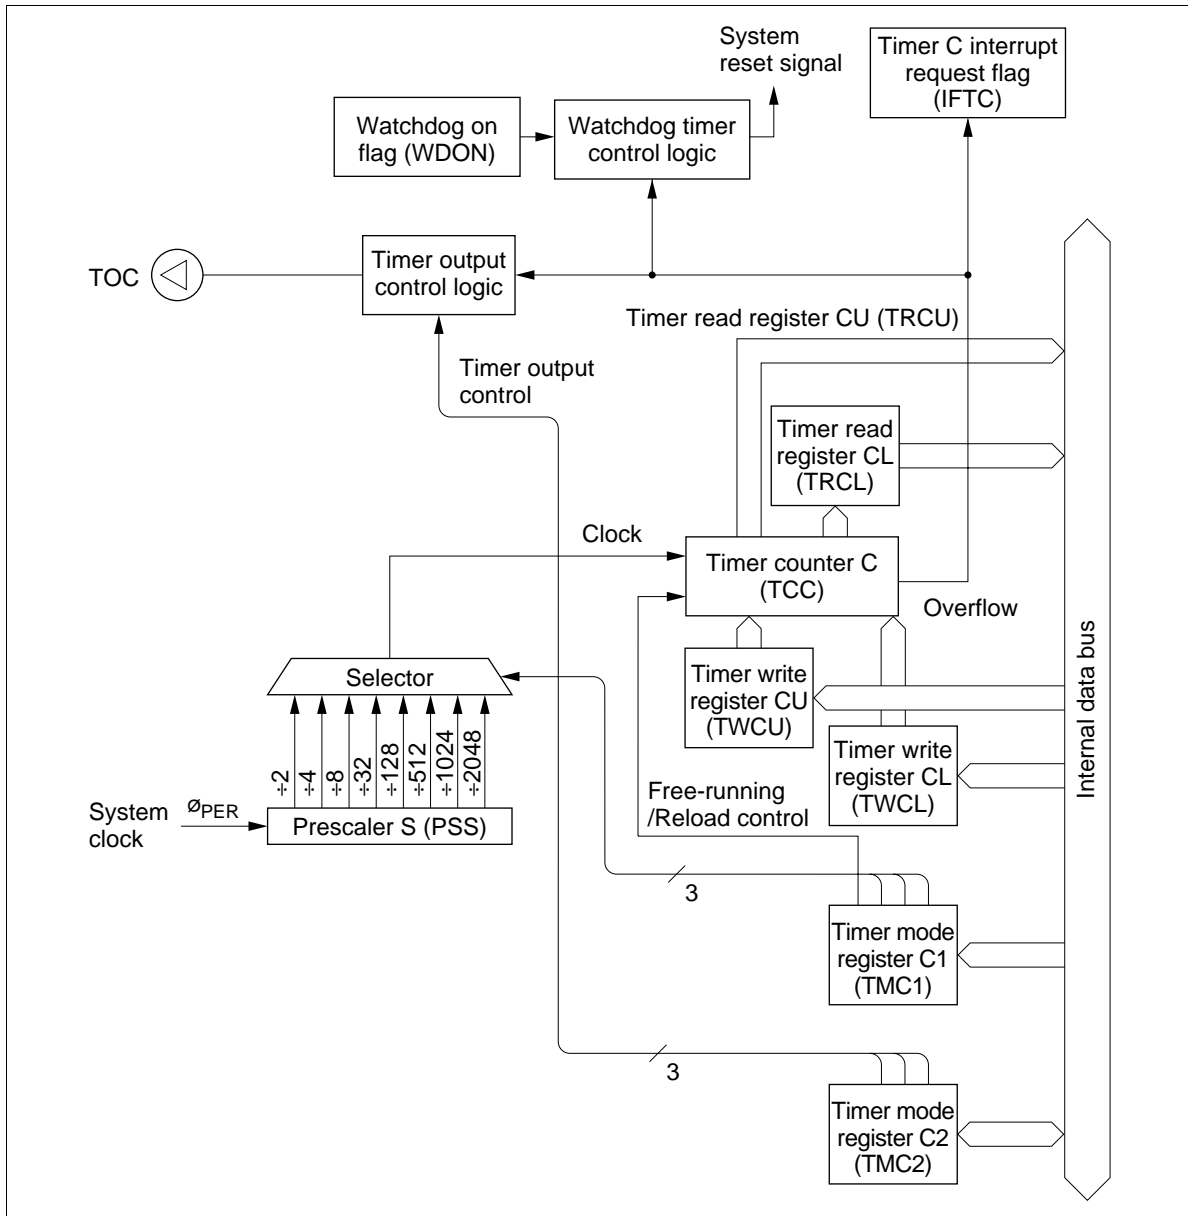 System
reset signal
Timer C interrupt
request flag
(IFTC)
Watchdog on
flag (WDON)
Watchdog timer
control logic
TOC
Timer output
control logic
Timer read register CU (TRCU)
Timer output
control
Timer read
register CL
(TRCL)
Clock
Timer counter C
(TCC)
Overflow
Selector
Timer write
register CU
(TWCU)
Internal data bus
÷2
÷4
÷8
÷32
÷128
÷512
÷1024
÷2048
Timer write
register CL
(TWCL)
System
clock
øPER
Prescaler S (PSS)
Free-running
/Reload control
3
Timer mode
register C1
(TMC1)
3
Timer mode
register C2
(TMC2)